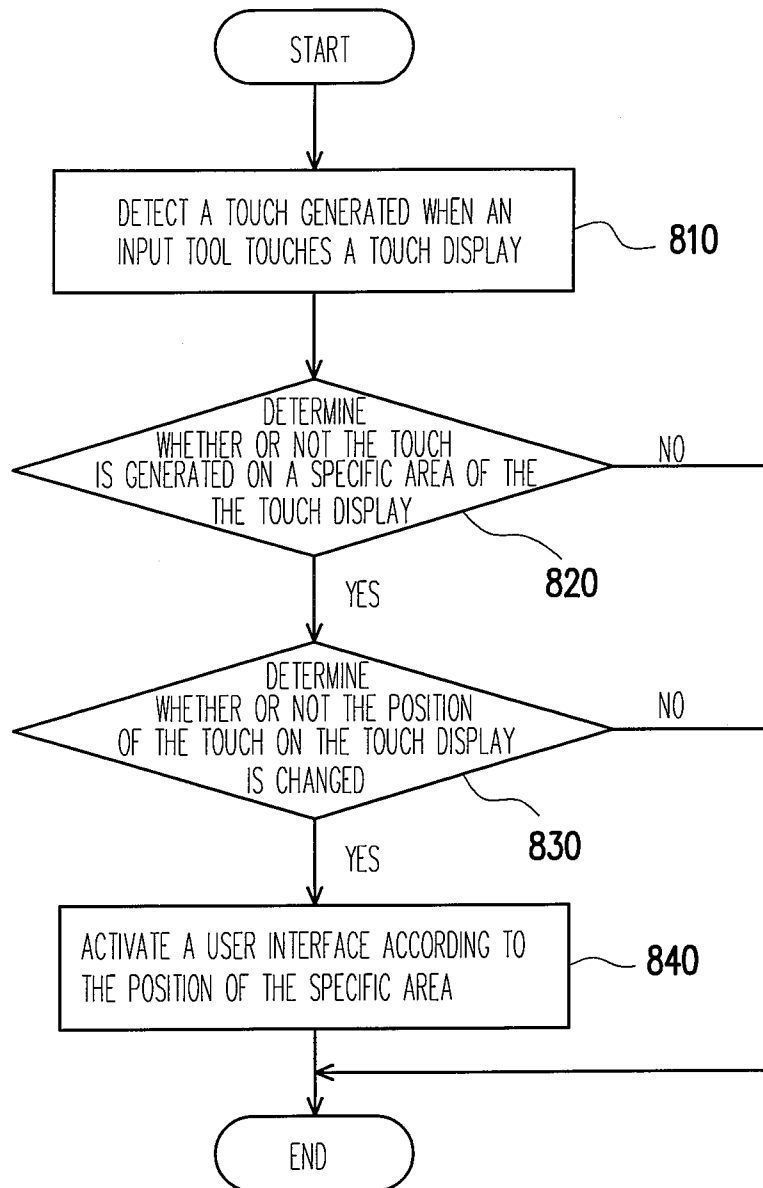 START
DETECT A TOUCH GENERATED WHEN AN
INPUT TOOL TOUCHES A TOUCH DISPLAY
810
DETERMINE
WHETHER OR NOT THE TOUCH
IS GENERATED ON A SPECIFIC AREA OF THE
THE TOUCH DISPLAY
NO
820
YES
DETERMINE
WHETHER OR NOT THE POSITION
OF THE TOUCH ON THE TOUCH DISPLAY
IS CHANGED
NO
830
YES
ACTIVATE A USER INTERFACE ACCORDING TO
THE POSITION OF THE SPECIFIC AREA
840
END